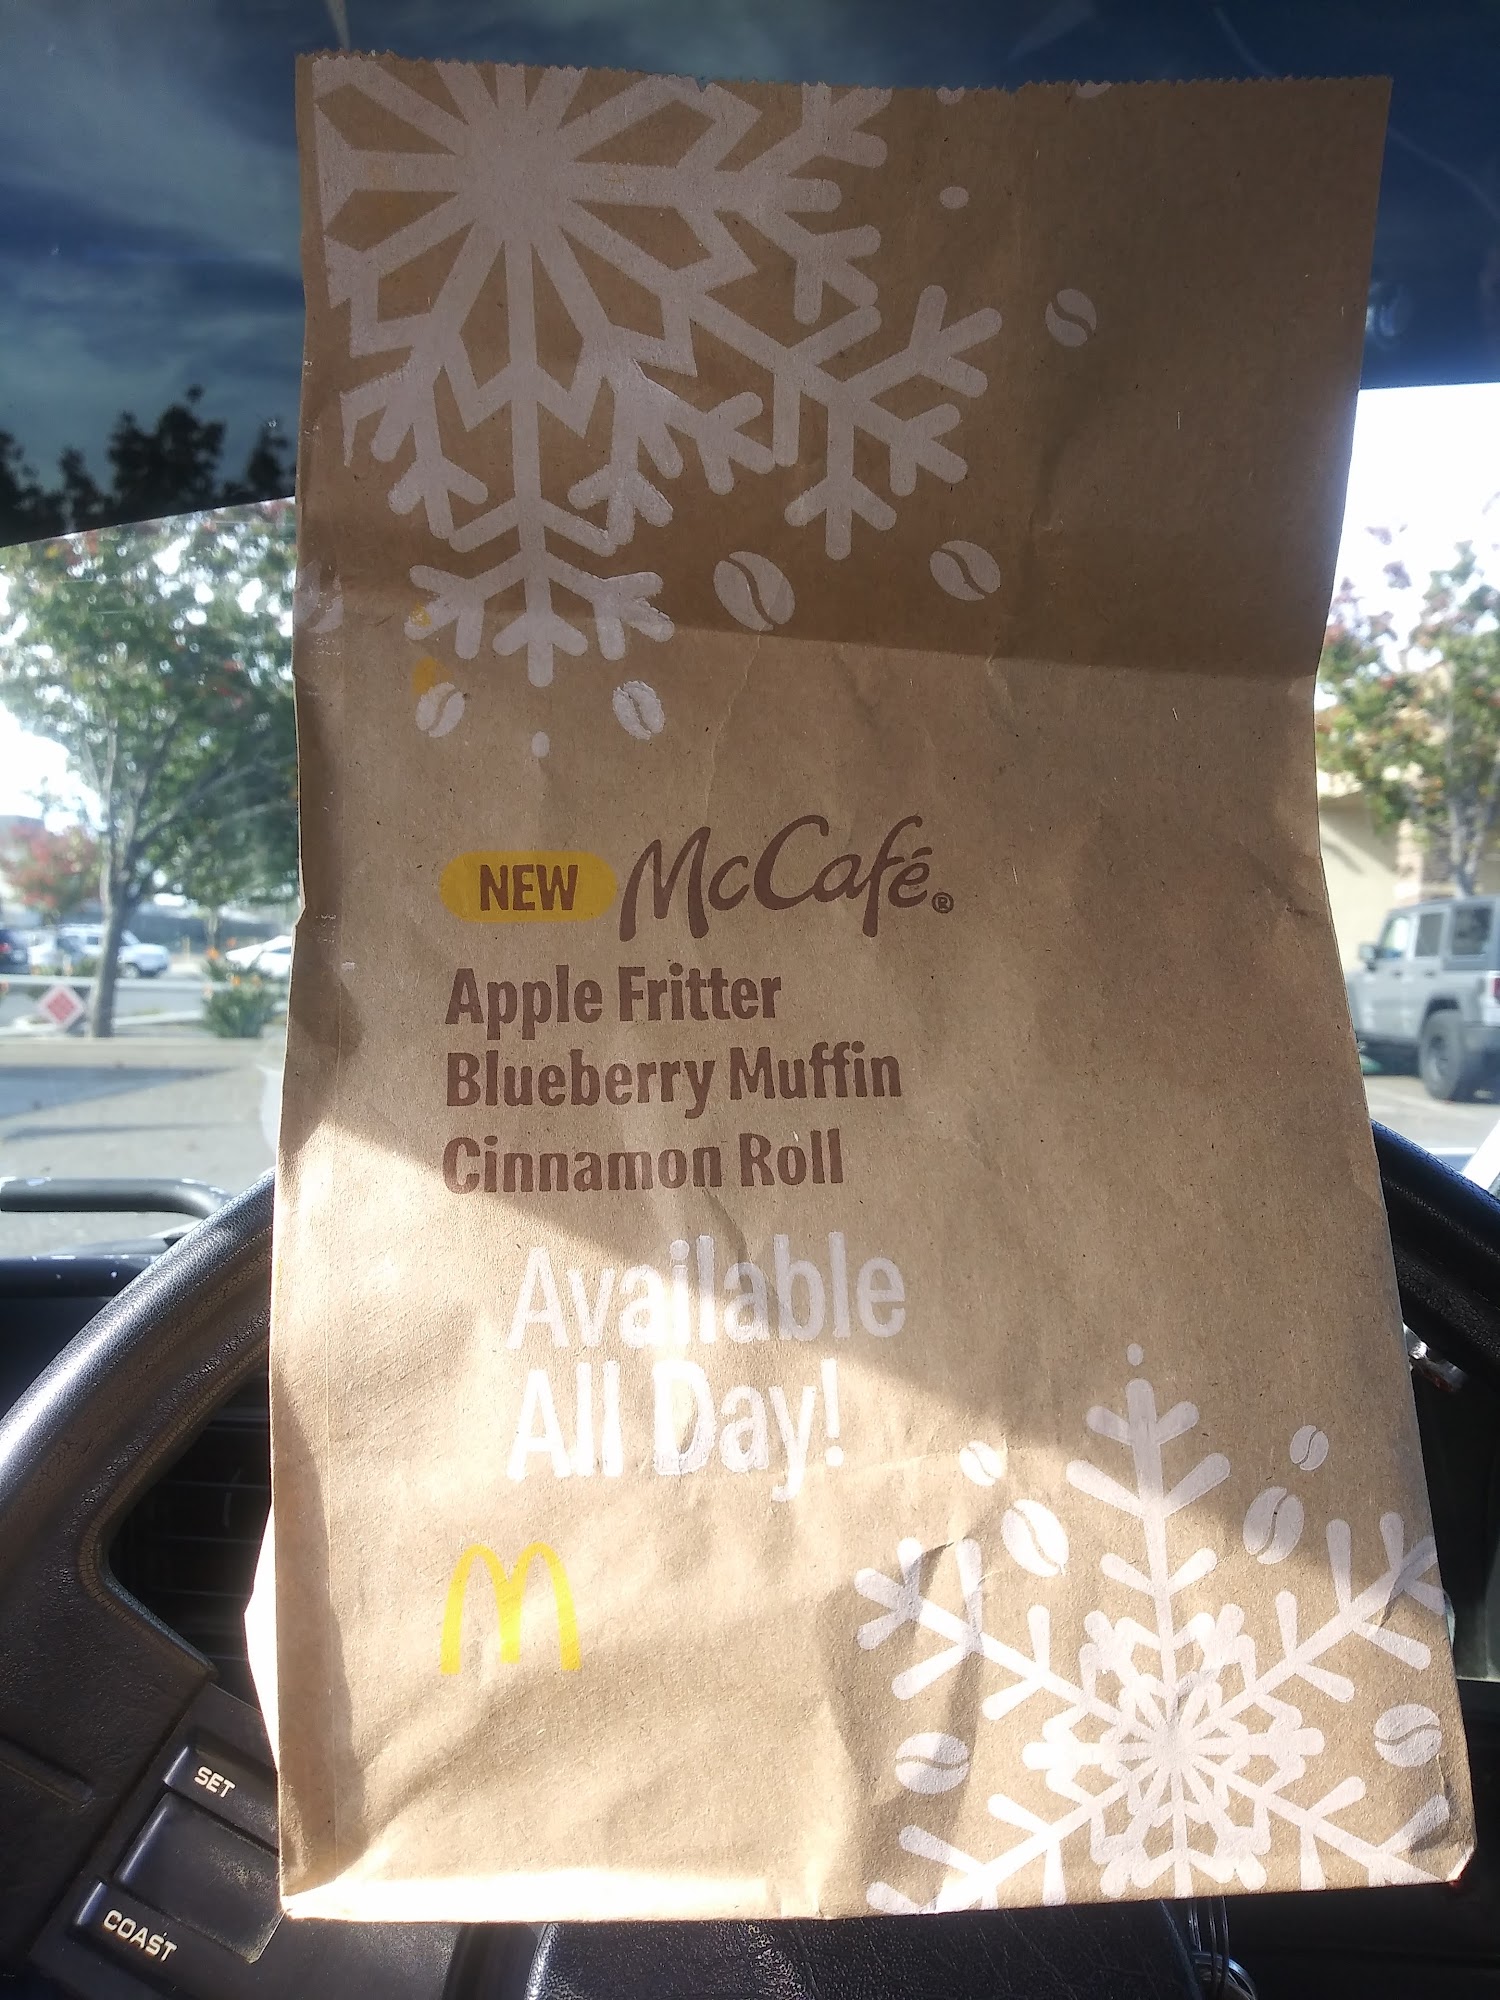 NEW McCafé®
Apple Fritter
Blueberry Muffin
Cinnamon Roll
Available
All Day!
SET
COAST